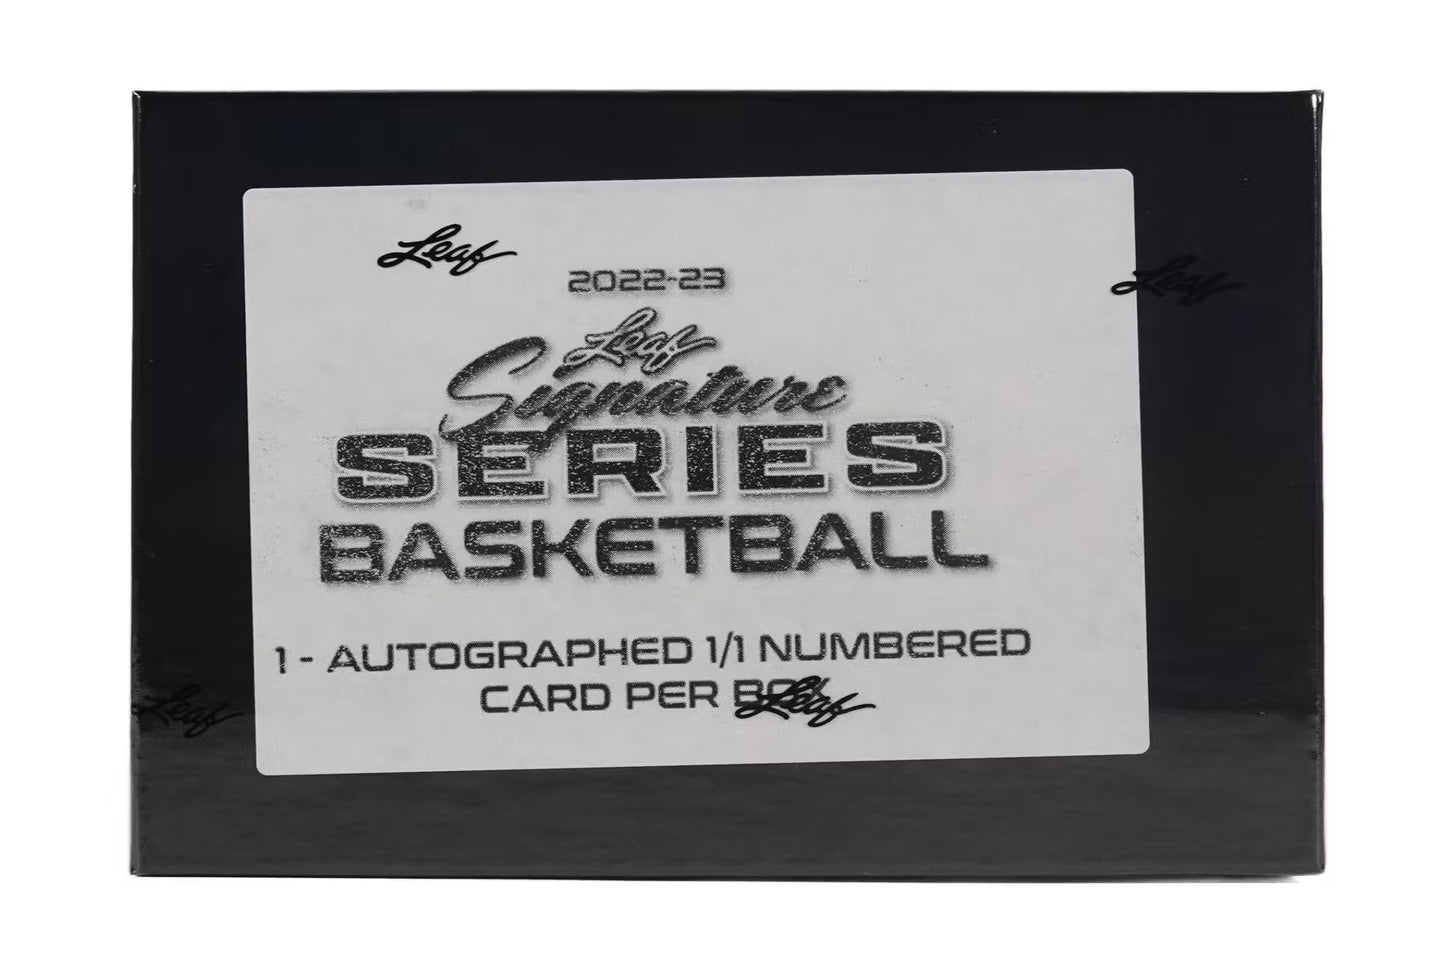 Leaf
2022-23
Leaf
Leaf
Signature
SERIES
BASKETBALL
1 - AUTOGRAPHED 1/1 NUMBERED
CARD PER BOX
Leaf
Leaf